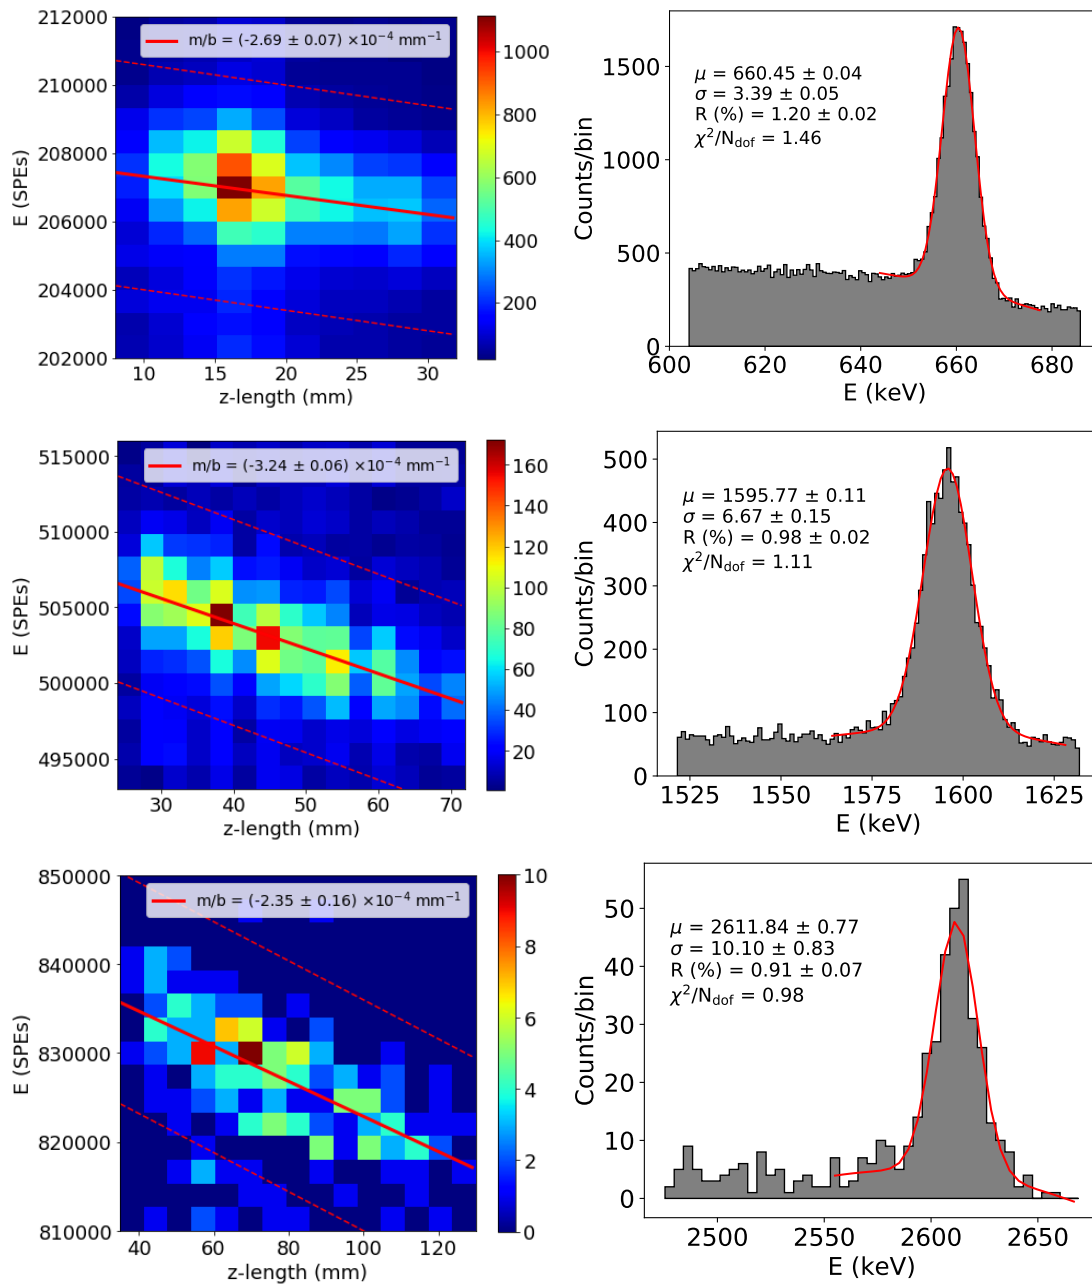 m/b = (-2.69 ± 0.07) ×10⁻⁴ mm⁻¹
212000
210000
208000
206000
204000
202000
E (SPEs)
10 15 20 25 30
z-length (mm)
1000
800
600
400
200
μ = 660.45 ± 0.04
σ = 3.39 ± 0.05
R (%) = 1.20 ± 0.02
χ²/N_dof = 1.46
1500
1000
500
0
Counts/bin
600 620 640 660 680
E (keV)
m/b = (-3.24 ± 0.06) ×10⁻⁴ mm⁻¹
515000
510000
505000
500000
495000
E (SPEs)
30 40 50 60 70
z-length (mm)
160
140
120
100
80
60
40
20
μ = 1595.77 ± 0.11
σ = 6.67 ± 0.15
R (%) = 0.98 ± 0.02
χ²/N_dof = 1.11
500
400
300
200
100
0
Counts/bin
1525 1550 1575 1600 1625
E (keV)
m/b = (-2.35 ± 0.16) ×10⁻⁴ mm⁻¹
850000
840000
830000
820000
810000
E (SPEs)
40 60 80 100 120
z-length (mm)
10
8
6
4
2
0
μ = 2611.84 ± 0.77
σ = 10.10 ± 0.83
R (%) = 0.91 ± 0.07
χ²/N_dof = 0.98
50
40
30
20
10
0
Counts/bin
2500 2550 2600 2650
E (keV)